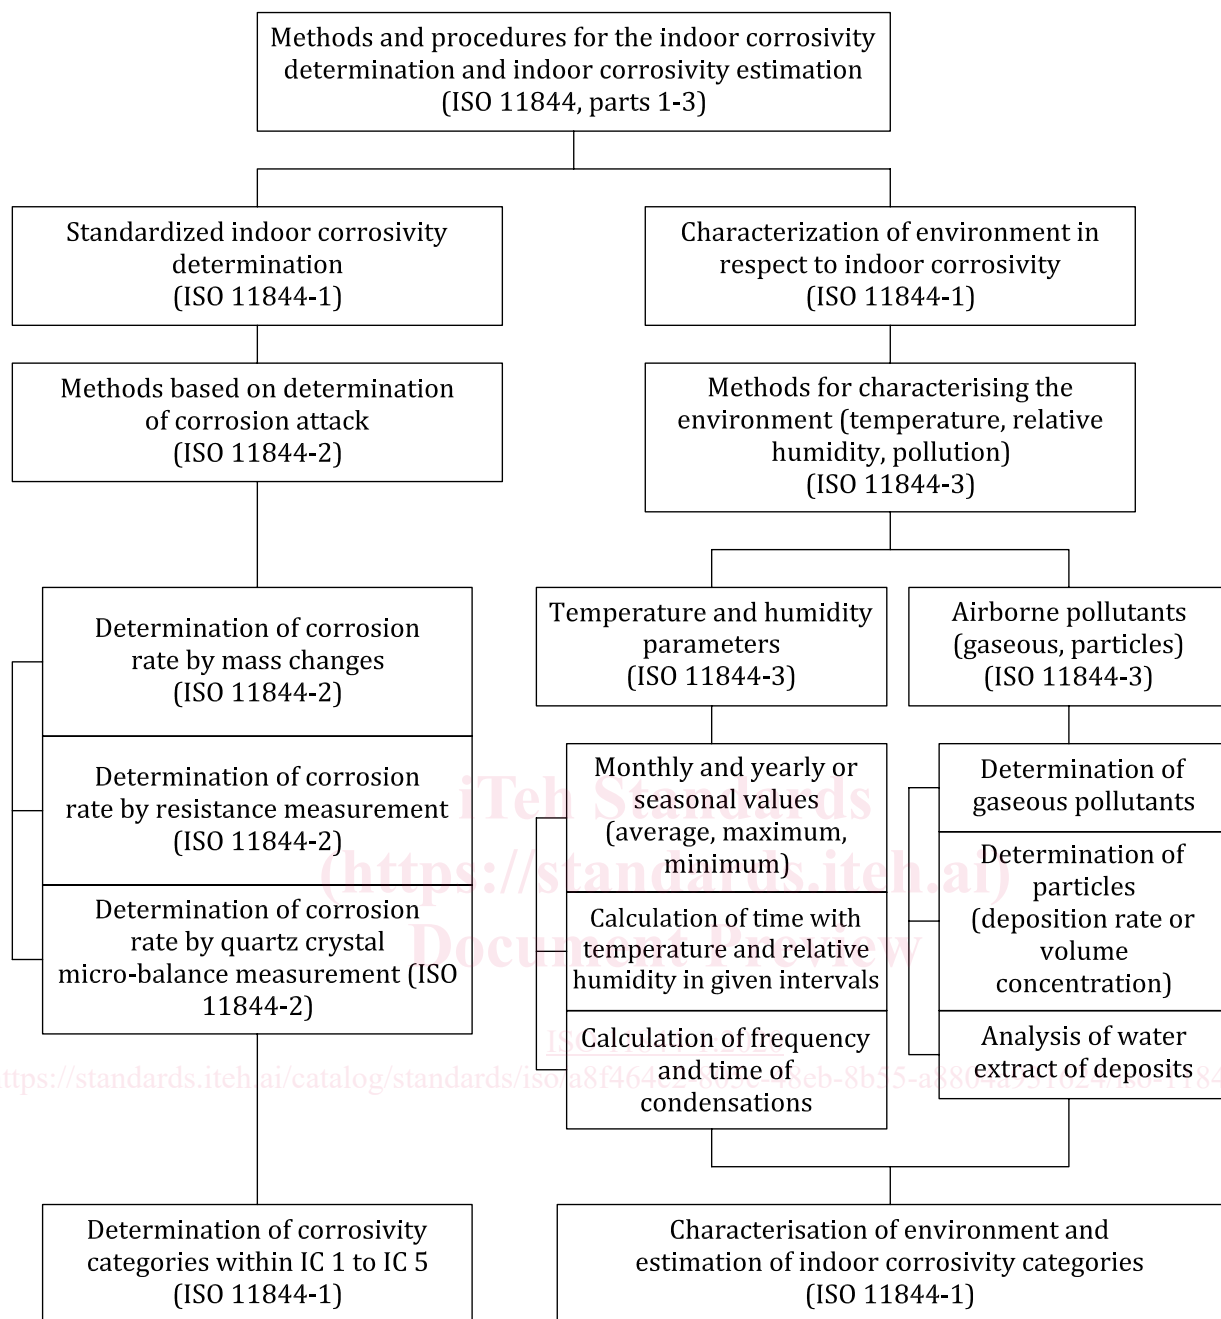 Methods and procedures for the indoor corrosivity
determination and indoor corrosivity estimation
(ISO 11844, parts 1-3)
Standardized indoor corrosivity
determination
(ISO 11844-1)
Characterization of environment in
respect to indoor corrosivity
(ISO 11844-1)
Methods based on determination
of corrosion attack
(ISO 11844-2)
Methods for characterising the
environment (temperature, relative
humidity, pollution)
(ISO 11844-3)
Determination of corrosion
rate by mass changes
(ISO 11844-2)
Determination of corrosion
rate by resistance measurement
(ISO 11844-2)
Determination of corrosion
rate by quartz crystal
micro-balance measurement (ISO
11844-2)
Temperature and humidity
parameters
(ISO 11844-3)
Airborne pollutants
(gaseous, particles)
(ISO 11844-3)
Monthly and yearly or
seasonal values
(average, maximum,
minimum)
Calculation of time with
temperature and relative
humidity in given intervals
Calculation of frequency
and time of
condensations
Determination of
gaseous pollutants
Determination of
particles
(deposition rate or
volume
concentration)
Analysis of water
extract of deposits
iTeh Standards
(https://standards.iteh.ai)
Document Preview
Determination of corrosivity
categories within IC 1 to IC 5
(ISO 11844-1)
Characterisation of environment and
estimation of indoor corrosivity categories
(ISO 11844-1)